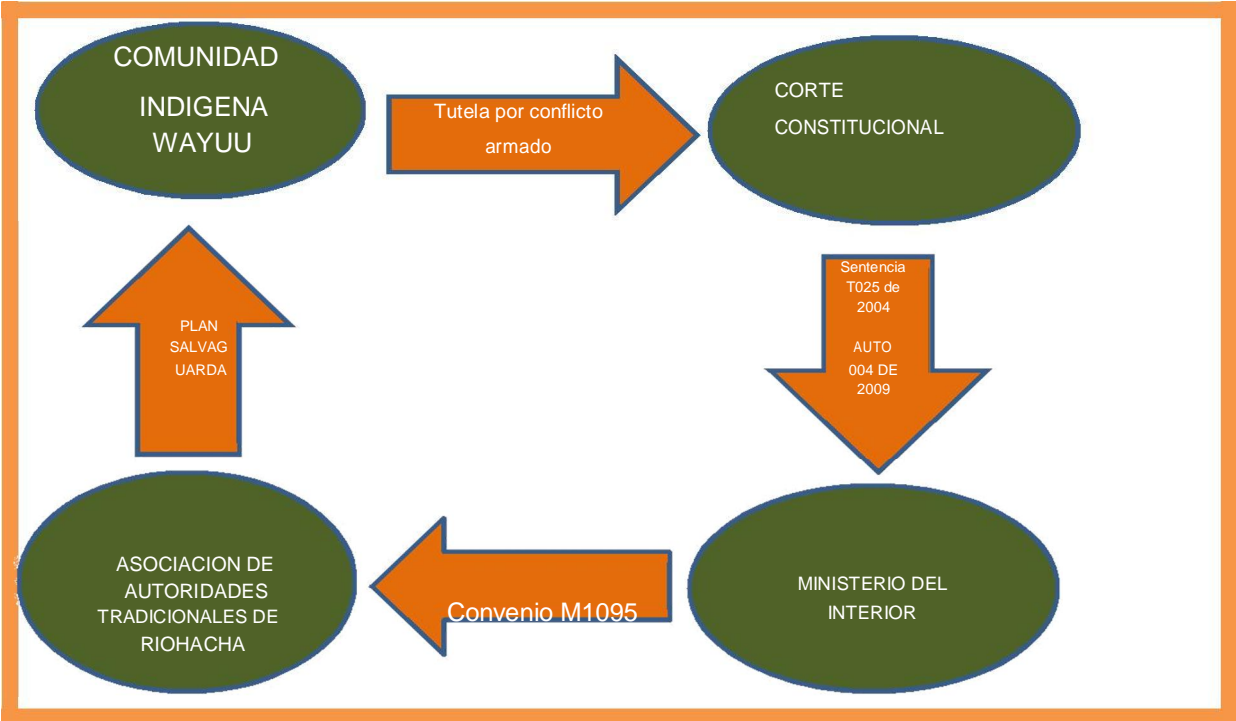 COMUNIDAD
INDIGENA
WAYUU
Tutela por conflicto
armado
CORTE
CONSTITUCIONAL
Sentencia
T025 de
2004
AUTO
004 DE
2009
MINISTERIO DEL
INTERIOR
Convenio M1095
ASOCIACION DE
AUTORIDADES
TRADICIONALES DE
RIOHACHA
PLAN
SALVAG
UARDA